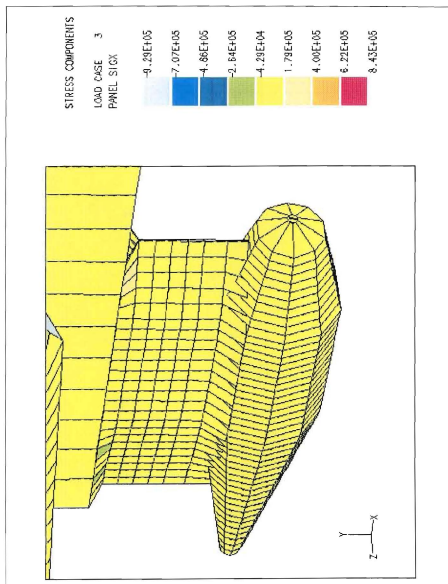 STRESS COMPONENTS
LOAD CASE 3
PANEL SIGX
-9.29E+05
-7.07E+05
-4.86E+05
-2.64E+05
-4.29E+04
1.79E+05
4.00E+05
6.22E+05
8.43E+05
Y
Z
X